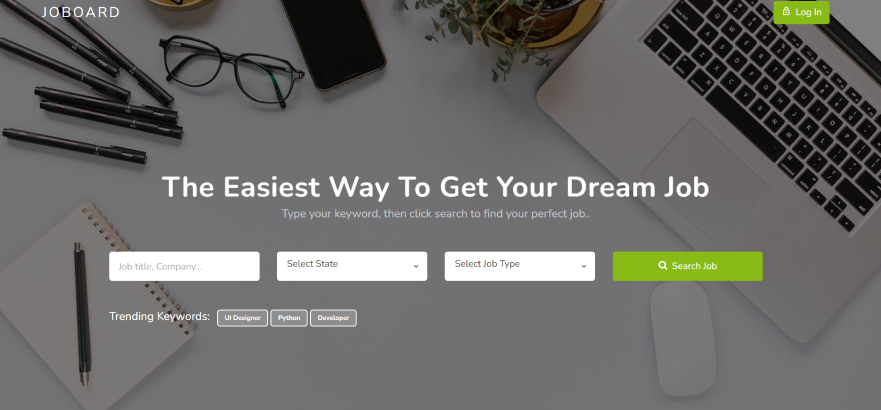 JOBOARD
Log In
The Easiest Way To Get Your Dream Job
Type your keyword, then click search to find your perfect job..
Job title, Company...
Select State
Select Job Type
Search Job
Trending Keywords:
UI Designer
Python
Developer